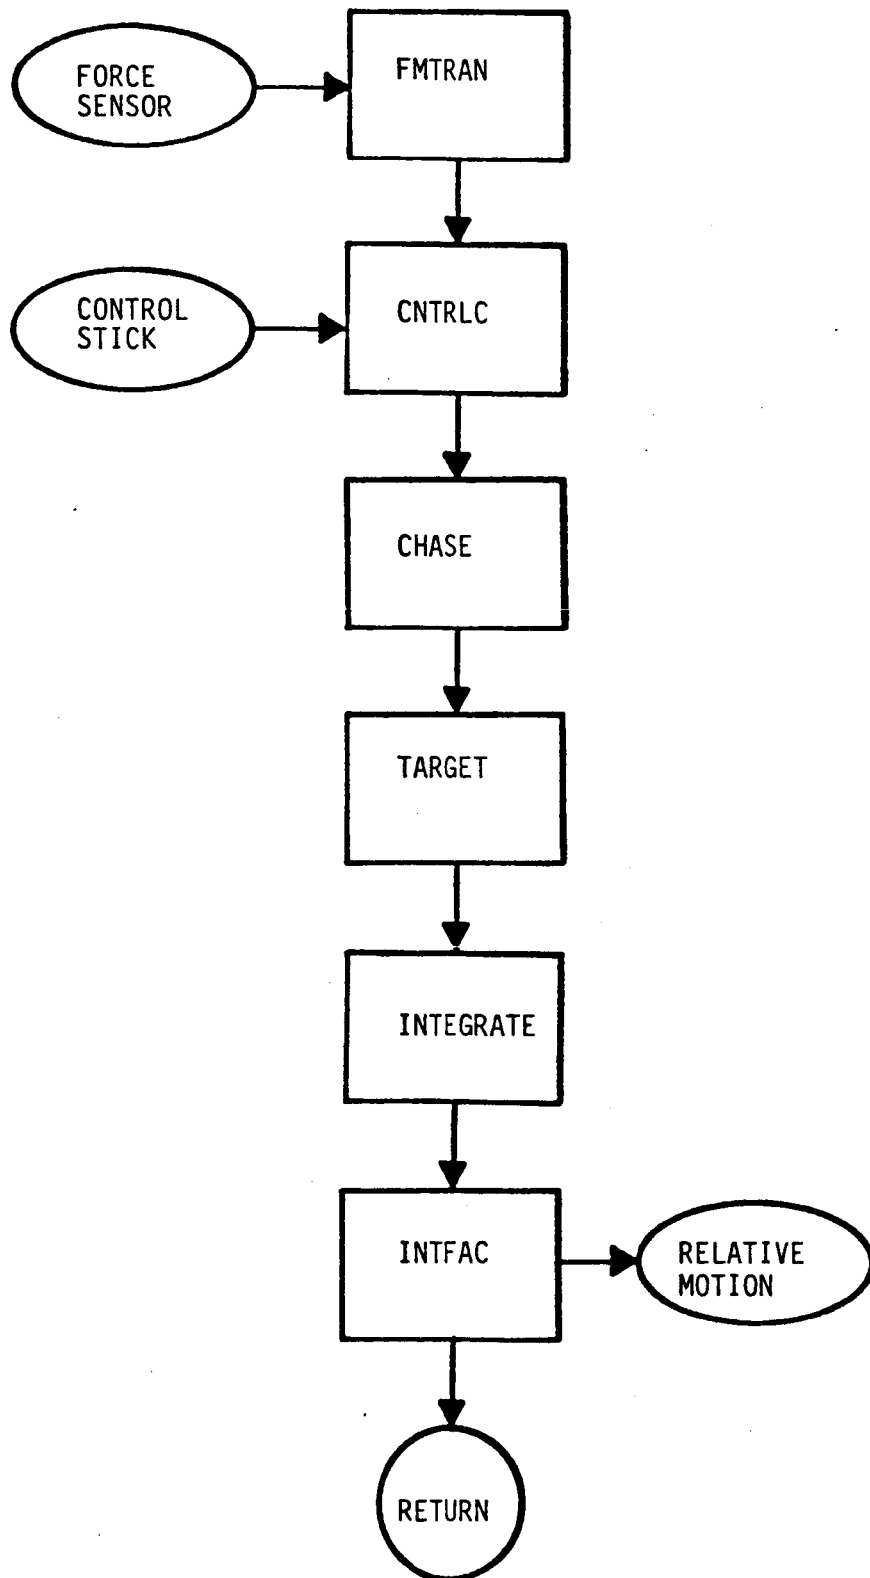 FORCE
SENSOR
FMTRAN
CONTROL
STICK
CNTRLC
CHASE
TARGET
INTEGRATE
INTFAC
RELATIVE
MOTION
RETURN